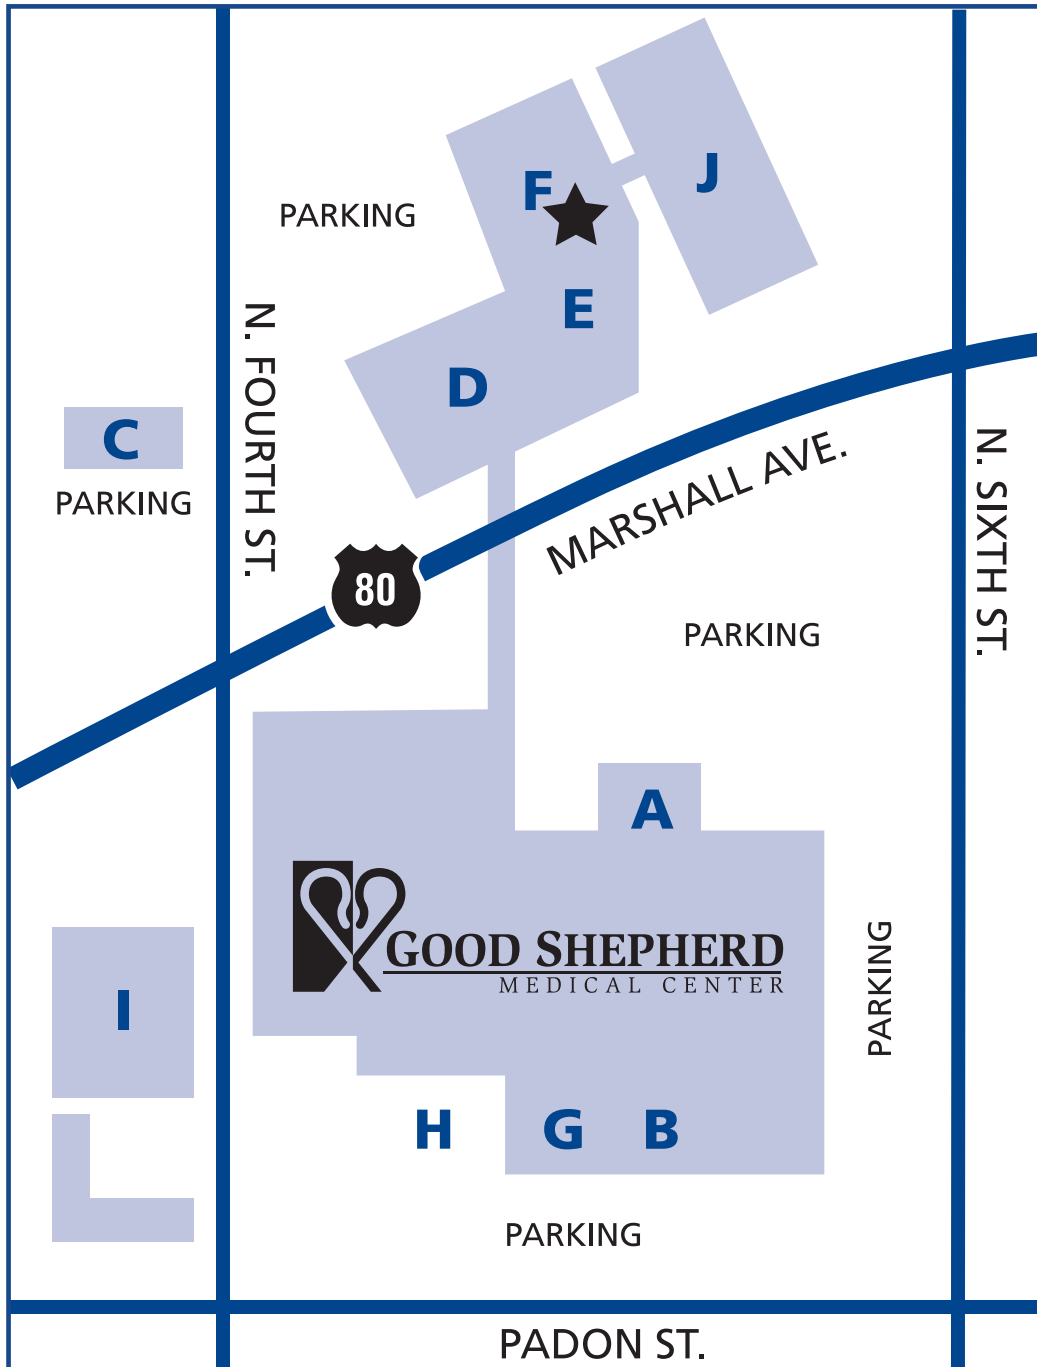 J
F
PARKING
E
N. FOURTH ST.
D
C
MARSHALL AVE.
N. SIXTH ST.
PARKING
80
PARKING
A
GOOD SHEPHERD
MEDICAL CENTER
PARKING
I
H
G
B
PARKING
PADON ST.